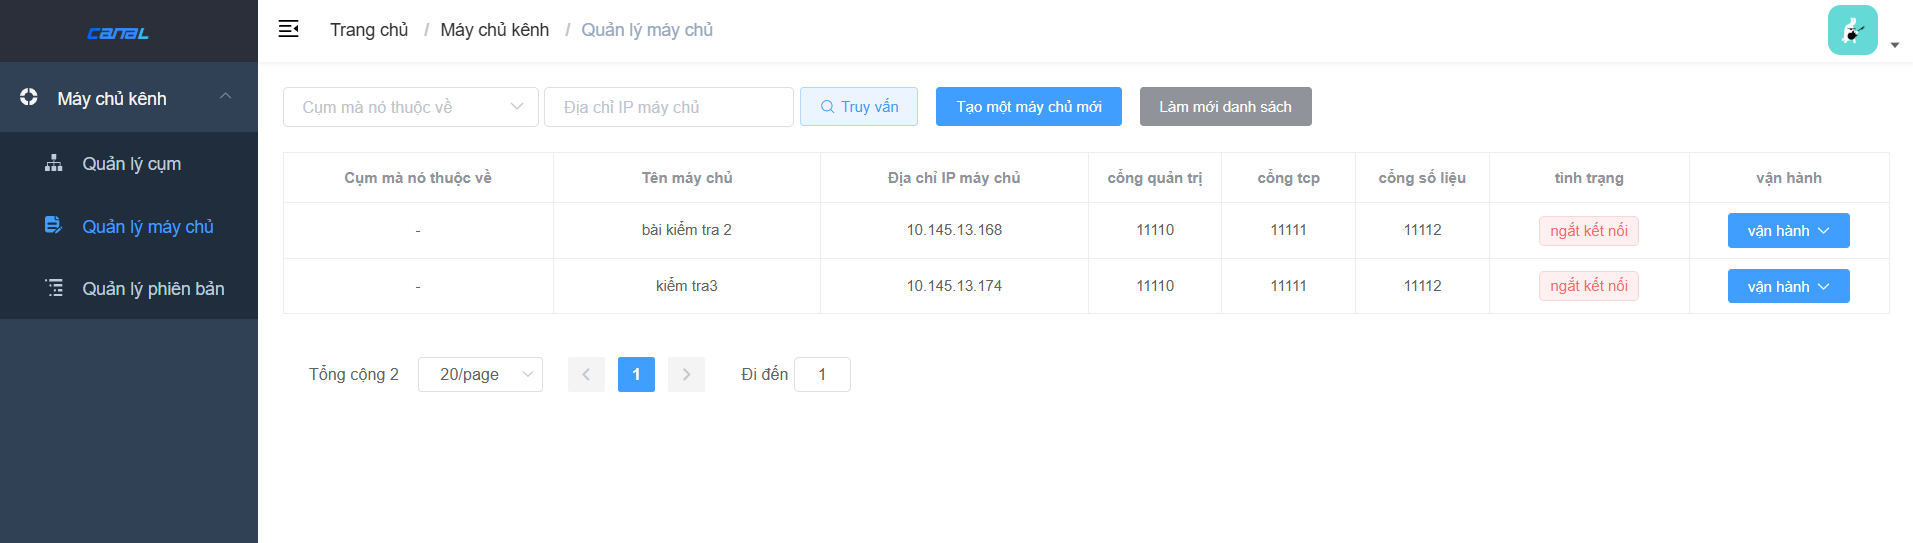 canal
Trang chủ / Máy chủ kênh / Quản lý máy chủ
Máy chủ kênh
Quản lý cụm
Quản lý máy chủ
Quản lý phiên bản
Cụm mà nó thuộc về Địa chỉ IP máy chủ Truy vấn Tạo một máy chủ mới Làm mới danh sách
Cụm mà nó thuộc về Tên máy chủ Địa chỉ IP máy chủ cổng quản trị cổng tcp cổng số liệu tình trạng vận hành
- bài kiểm tra 2 10.145.13.168 11110 11111 11112 ngắt kết nối vận hành
- kiểm tra3 10.145.13.174 11110 11111 11112 ngắt kết nối vận hành
Tổng cộng 2 20/page 1 Đi đến 1